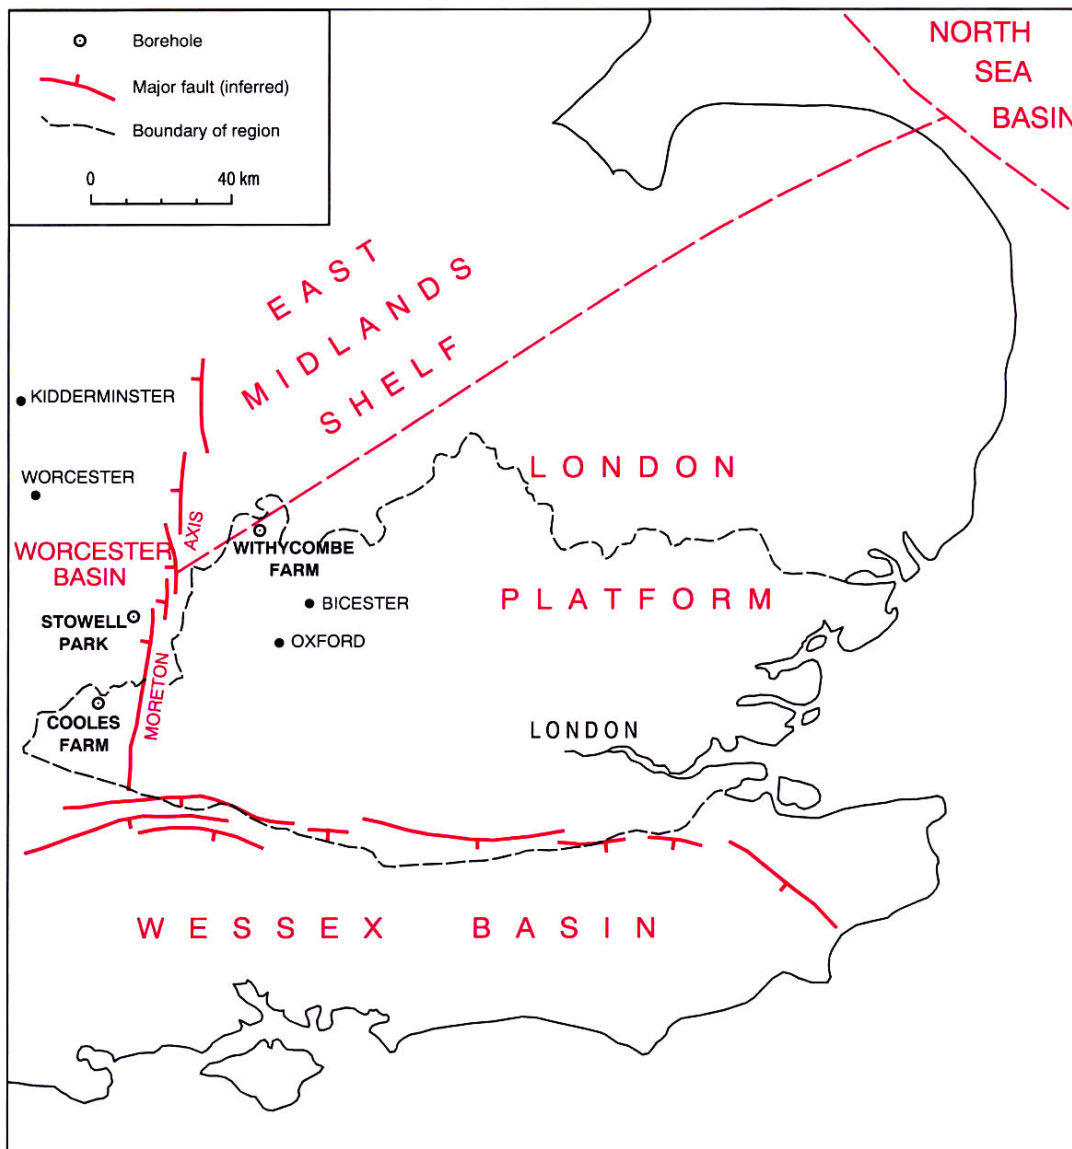 Borehole
Major fault (inferred)
Boundary of region
0 40 km
NORTH
SEA
BASIN
EAST
MIDLANDS
SHELF
KIDDERMINSTER
WORCESTER
LONDON
AXIS
WORCESTER
BASIN
WITHYCOMBE
FARM
PLATFORM
BICESTER
STOWELL
PARK
OXFORD
MORETON
COOLES
FARM
LONDON
WESSEX BASIN